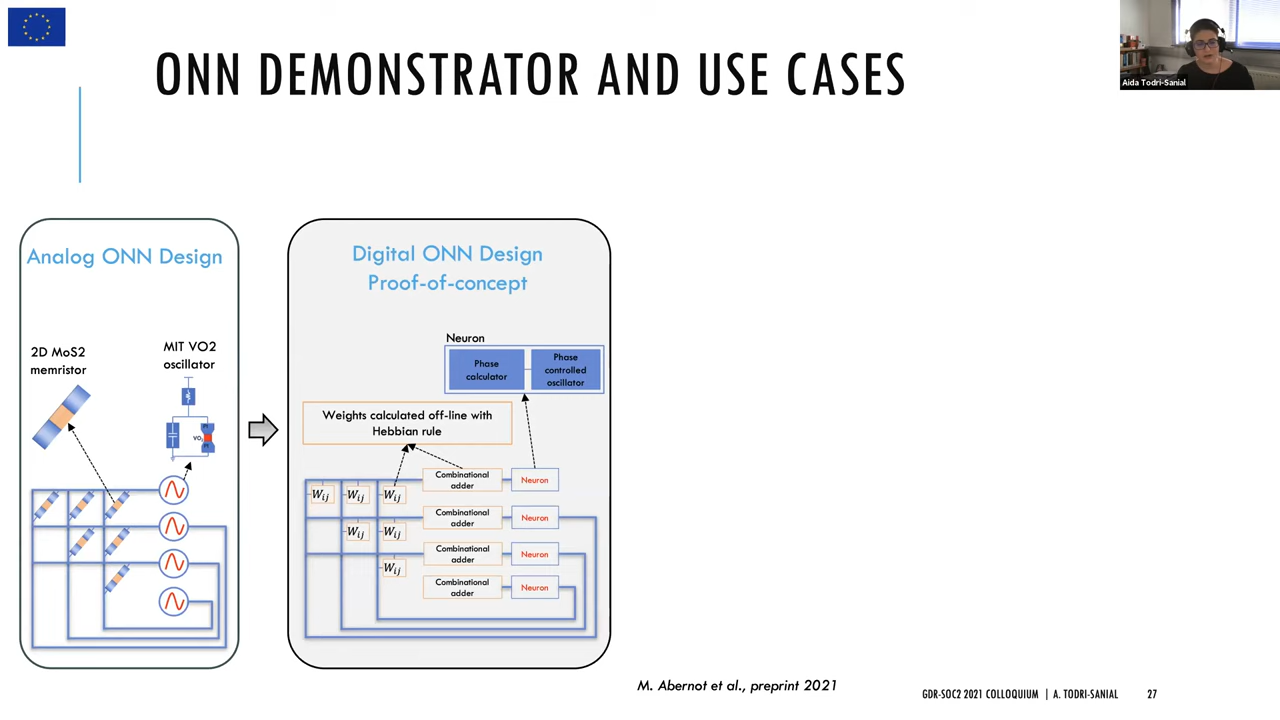 ONN DEMONSTRATOR AND USE CASES
Aida Todri-Sanial
Analog ONN Design
2D MoS2
memristor
MIT VO2
oscillator
Digital ONN Design
Proof-of-concept
Neuron
Phase
calculator
Phase
controlled
oscillator
Weights calculated off-line with
Hebbian rule
Wij
Wij
Wij
Combinational
adder
Neuron
Wij
Wij
Combinational
adder
Neuron
Wij
Combinational
adder
Neuron
Combinational
adder
Neuron
M. Abernot et al., preprint 2021
GDR-SOC2 2021 COLLOQUIUM | A. TODRI-SANIAL 27